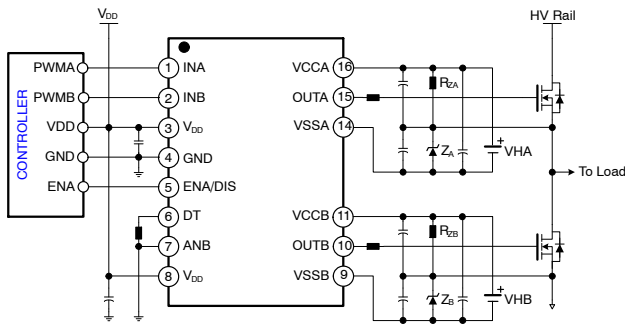 VDD
HV Rail
CONTROLLER
PWMA
PWMB
VDD
GND
ENA
1 INA
2 INB
3 VDD
4 GND
5 ENA/DIS
6 DT
7 ANB
8 VDD
VCCA 16
OUTA 15
VSSA 14
VCCB 11
OUTB 10
VSSB 9
RZA
ZA
+
VHA
To Load
RZB
ZB
+
VHB